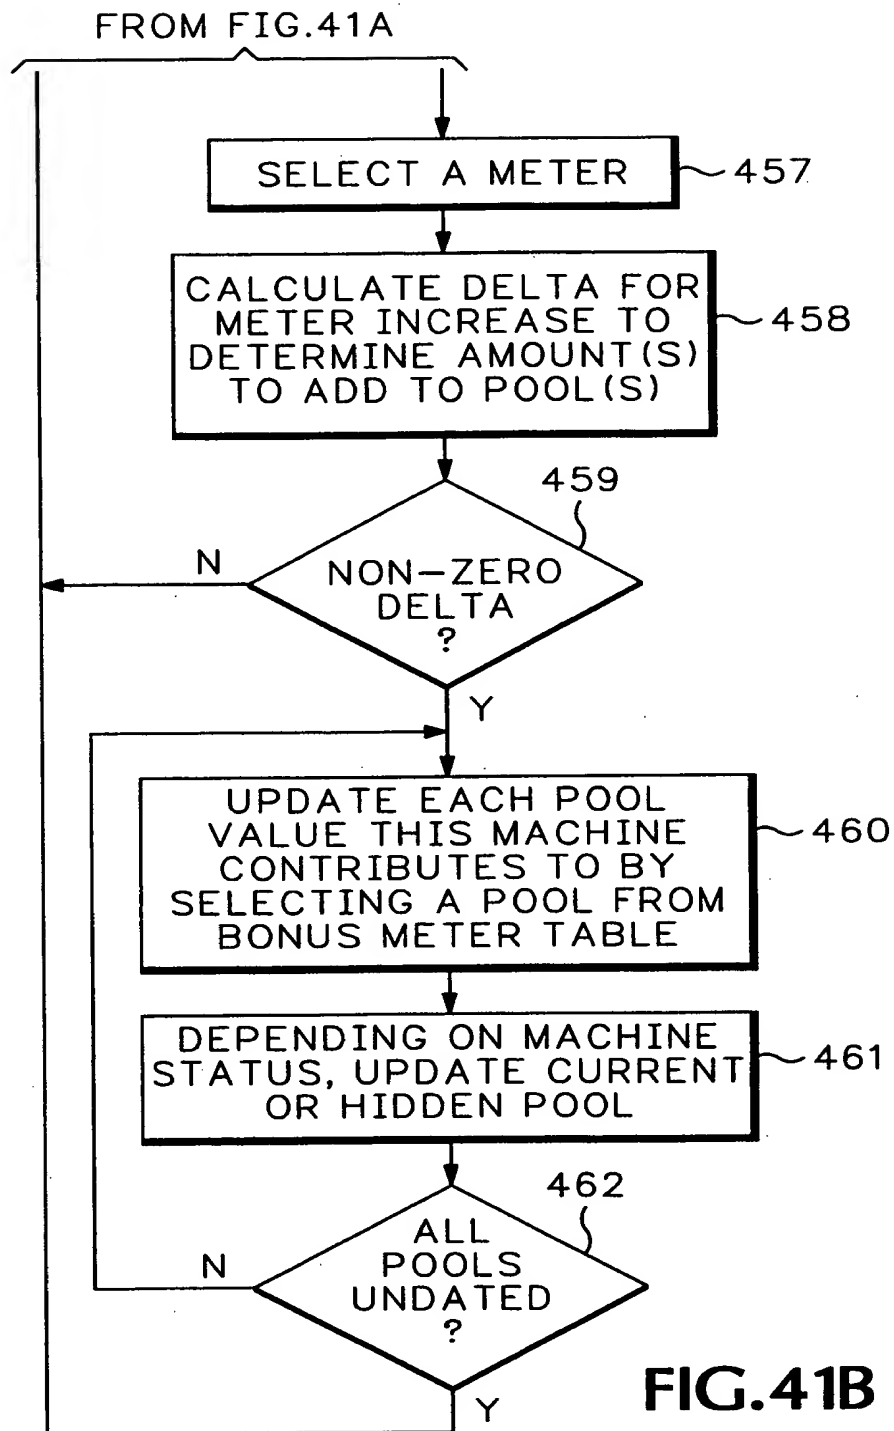 FROM FIG.41A
SELECT A METER
457
CALCULATE DELTA FOR
METER INCREASE TO
DETERMINE AMOUNT(S)
TO ADD TO POOL(S)
458
459
N
NON-ZERO
DELTA
?
Y
UPDATE EACH POOL
VALUE THIS MACHINE
CONTRIBUTES TO BY
SELECTING A POOL FROM
BONUS METER TABLE
460
DEPENDING ON MACHINE
STATUS, UPDATE CURRENT
OR HIDDEN POOL
461
462
N
ALL
POOLS
UNDATED
?
Y
FIG.41B